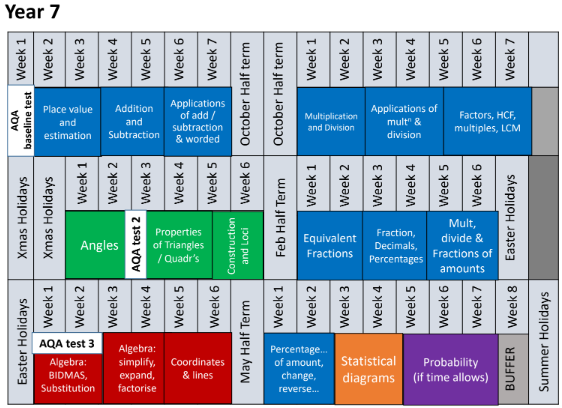 Year 7
Week 1
Week 2
Week 3
Week 4
Week 5
Week 6
Week 7
October Half term
October Half term
Week 1
Week 2
Week 3
Week 4
Week 5
Week 6
Week 7
AQA
baseline test
Place value
and
estimation
Addition
and
Subtraction
Applications
of add /
subtraction
& worded
Multiplication
and Division
Applications of
multⁿ &
division
Factors, HCF,
multiples, LCM
Xmas Holidays
Xmas Holidays
Week 1
Week 2
Week 3
Week 4
Week 5
Week 6
Feb Half Term
Week 1
Week 2
Week 3
Week 4
Week 5
Week 6
Easter Holidays
Angles
AQA test 2
Properties
of Triangles
/ Quadr's
Construction
and Loci
Equivalent
Fractions
Fraction,
Decimals,
Percentages
Mult,
divide &
Fractions of
amounts
Easter Holidays
Week 1
Week 2
Week 3
Week 4
Week 5
Week 6
May Half Term
Week 1
Week 2
Week 3
Week 4
Week 5
Week 6
Week 7
Week 8
Summer Holidays
AQA test 3
Algebra:
BIDMAS,
Substitution
Algebra:
simplify,
expand,
factorise
Coordinates
& lines
Percentage...
of amount,
change,
reverse...
Statistical
diagrams
Probability
(if time allows)
BUFFER